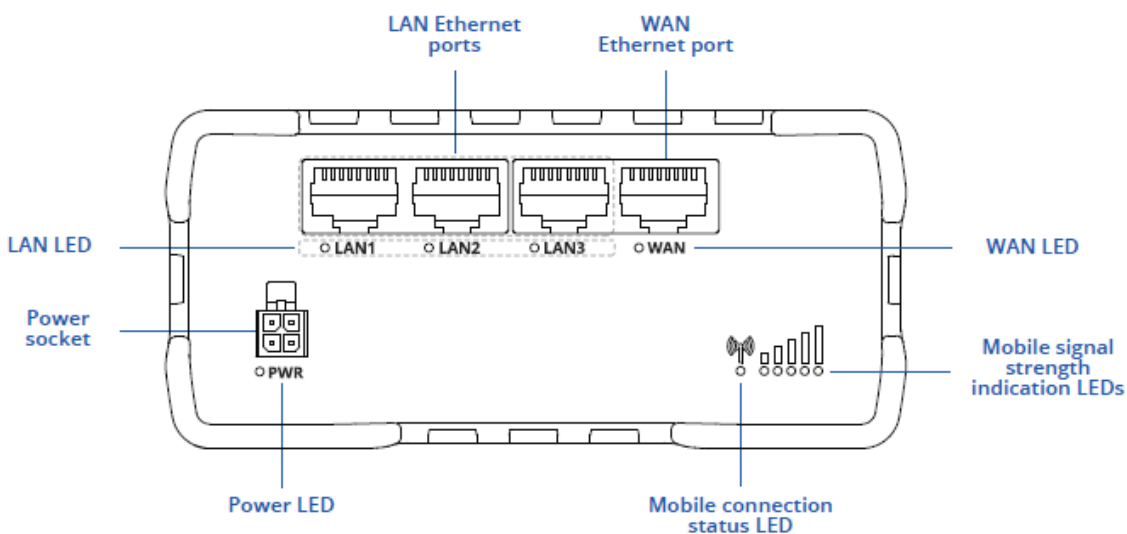 LAN Ethernet
ports
WAN
Ethernet port
LAN LED
LAN1
LAN2
LAN3
WAN
WAN LED
Power
socket
PWR
Mobile signal
strength
indication LEDs
Power LED
Mobile connection
status LED